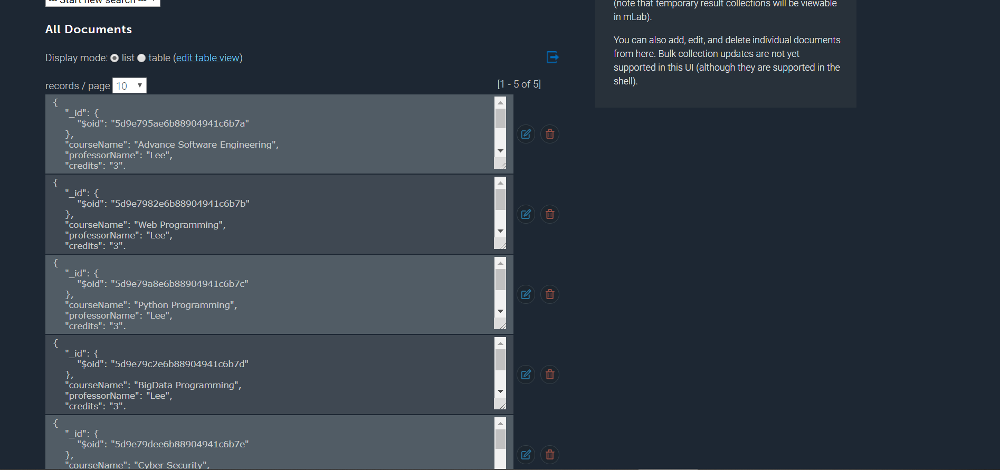 --- Start new search ---
All Documents
Display mode: list table (edit table view)
records / page 10
[1 - 5 of 5]
{
"_id": {
"$oid": "5d9e795ae6b88904941c6b7a"
},
"courseName": "Advance Software Engineering",
"professorName": "Lee",
"credits": "3",
{
"_id": {
"$oid": "5d9e7982e6b88904941c6b7b"
},
"courseName": "Web Programming",
"professorName": "Lee",
"credits": "3",
{
"_id": {
"$oid": "5d9e79a8e6b88904941c6b7c"
},
"courseName": "Python Programming",
"professorName": "Lee",
"credits": "3",
{
"_id": {
"$oid": "5d9e79c2e6b88904941c6b7d"
},
"courseName": "BigData Programming",
"professorName": "Lee",
"credits": "3",
{
"_id": {
"$oid": "5d9e79dee6b88904941c6b7e"
},
"courseName": "Cyber Security",
(note that temporary result collections will be viewable
in mLab).
You can also add, edit, and delete individual documents
from here. Bulk collection updates are not yet
supported in this UI (although they are supported in the
shell).